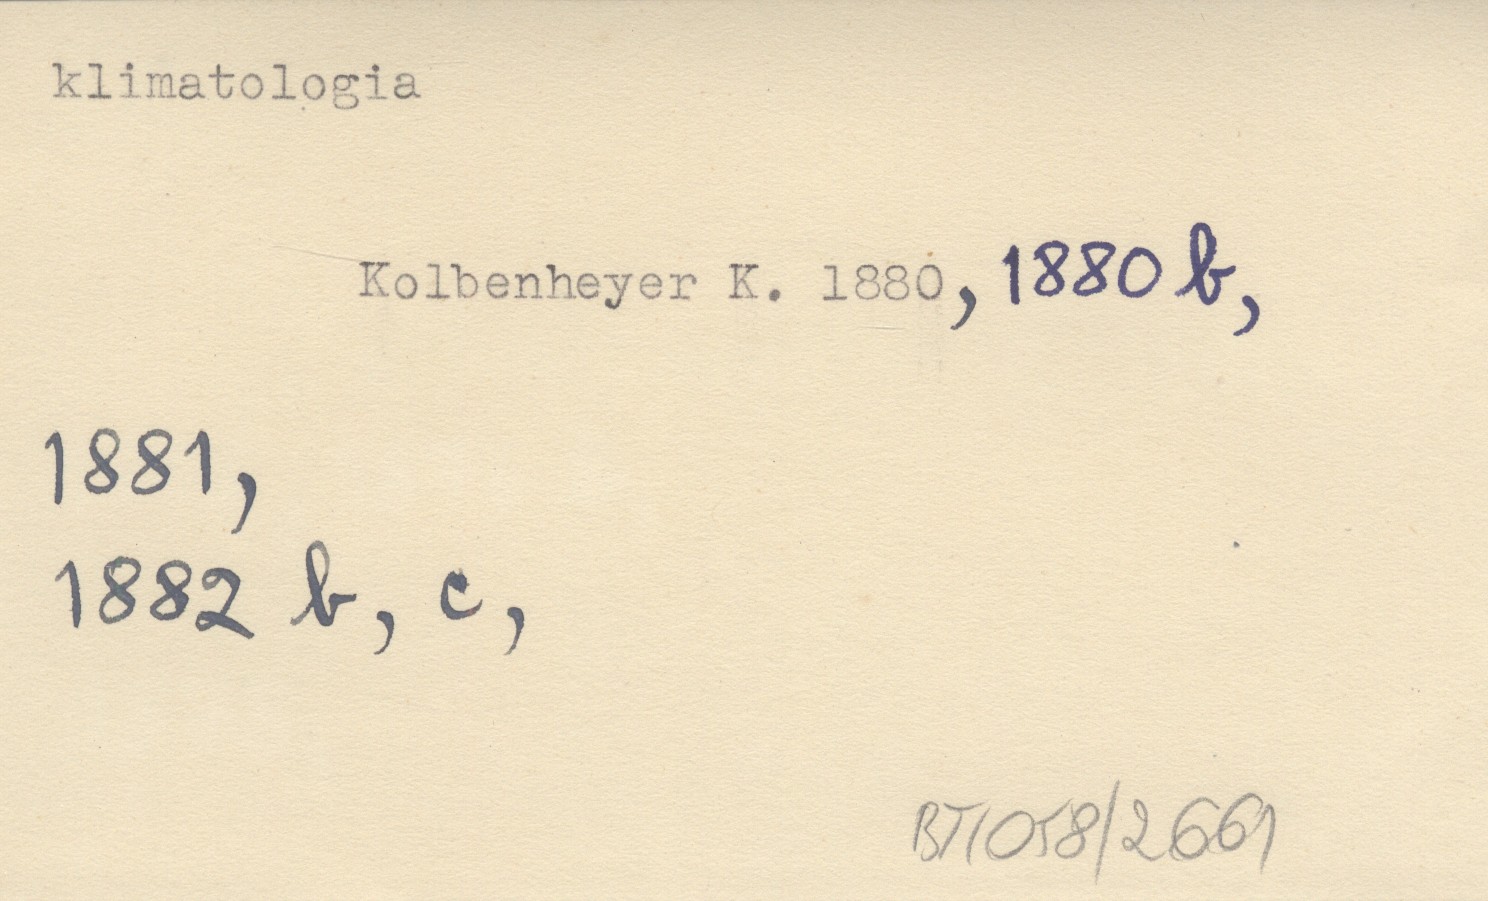 klimatologia
Kolbenheyer K. 1880, 1880 b,
1881,
1882 b, c,
BT1058/2661